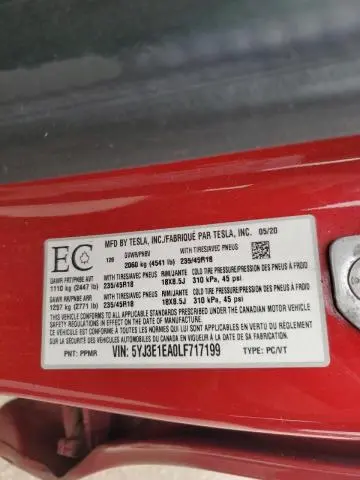 MFD BY TESLA, INC./FABRIQUÉ PAR TESLA, INC. 05/20
EC 126 GVWR/PNBV WITH TIRES/AVEC PNEUS
2060 kg (4541 lb) 235/45R18
GAWR FRT/PNBE AVT WITH TIRES/AVEC PNEUS RIM/JANTE COLD TIRE PRESSURE/PRESSION DES PNEUS À FROID
1110 kg (2447 lb) 235/45R18 18X8.5J 310 kPa, 45 psi
GAWR RR/PNBE ARR WITH TIRES/AVEC PNEUS RIM/JANTE COLD TIRE PRESSURE/PRESSION DES PNEUS À FROID
1257 kg (2771 lb) 235/45R18 18X8.5J 310 kPa, 45 psi
THIS VEHICLE CONFORMS TO ALL APPLICABLE STANDARDS PRESCRIBED UNDER THE CANADIAN MOTOR VEHICLE
SAFETY REGULATIONS IN EFFECT ON THE DATE OF MANUFACTURE
CE VÉHICULE EST CONFORME À TOUTES LES NORMES QUI LUI SONT APPLICABLES EN VERTU DU RÈGLEMENT
SUR LA SÉCURITÉ DES VÉHICULES AUTOMOBILES DU CANADA EN VIGUEUR À LA DATE DE SA FABRICATION
PNT: PPMR VIN: 5YJ3E1EA0LF717199 TYPE: PC/VT